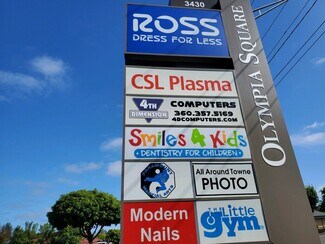 3430
ROSS
DRESS FOR LESS
CSL Plasma
4TH
DIMENSION
COMPUTERS
360.357.5169
4DCOMPUTERS.COM
Smiles 4 Kids
DENTISTRY FOR CHILDREN
All Around Towne
PHOTO
Modern
Nails
The Little
Gym
OLYMPIA SQUARE